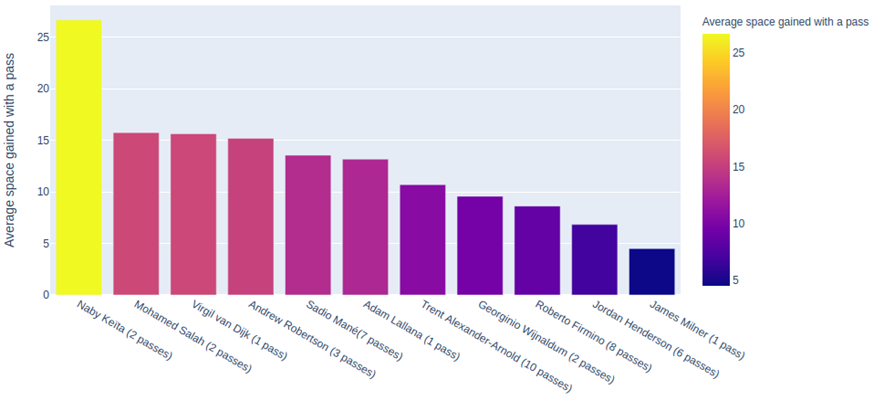 Average space gained with a pass
25
20
15
10
5
0
Naby Keïta (2 passes)
Mohamed Salah (2 passes)
Virgil van Dijk (1 pass)
Andrew Robertson (3 passes)
Sadio Mané(7 passes)
Adam Lallana (1 pass)
Trent Alexander-Arnold (10 passes)
Georginio Wijnaldum (2 passes)
Roberto Firmino (8 passes)
Jordan Henderson (6 passes)
James Milner (1 pass)
Average space gained with a pass
25
20
15
10
5